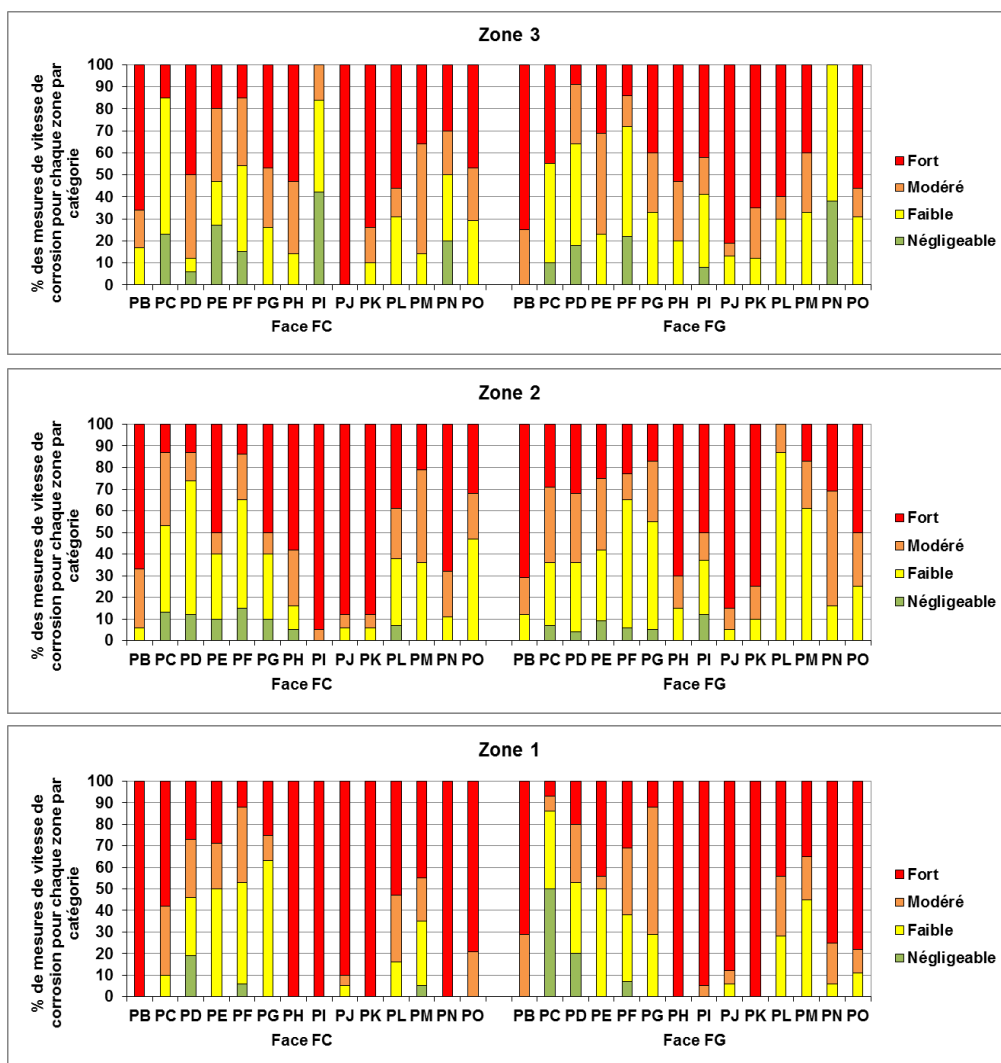 Zone 3
% des mesures de vitesse de
corrosion pour chaque zone par
catégorie
100
90
80
70
60
50
40
30
20
10
0
PB PC PD PE PF PG PH PI PJ PK PL PM PN PO PB PC PD PE PF PG PH PI PJ PK PL PM PN PO
Face FC Face FG
Fort
Modéré
Faible
Négligeable
Zone 2
% de mesures de vitesse de
corrosion pour chaque zone par
catégorie
100
90
80
70
60
50
40
30
20
10
0
PB PC PD PE PF PG PH PI PJ PK PL PM PN PO PB PC PD PE PF PG PH PI PJ PK PL PM PN PO
Face FC Face FG
Fort
Modéré
Faible
Négligeable
Zone 1
% de mesures de vitesse de
corrosion pour chaque zone par
catégorie
100
90
80
70
60
50
40
30
20
10
0
PB PC PD PE PF PG PH PI PJ PK PL PM PN PO PB PC PD PE PF PG PH PI PJ PK PL PM PN PO
Face FC Face FG
Fort
Modéré
Faible
Négligeable